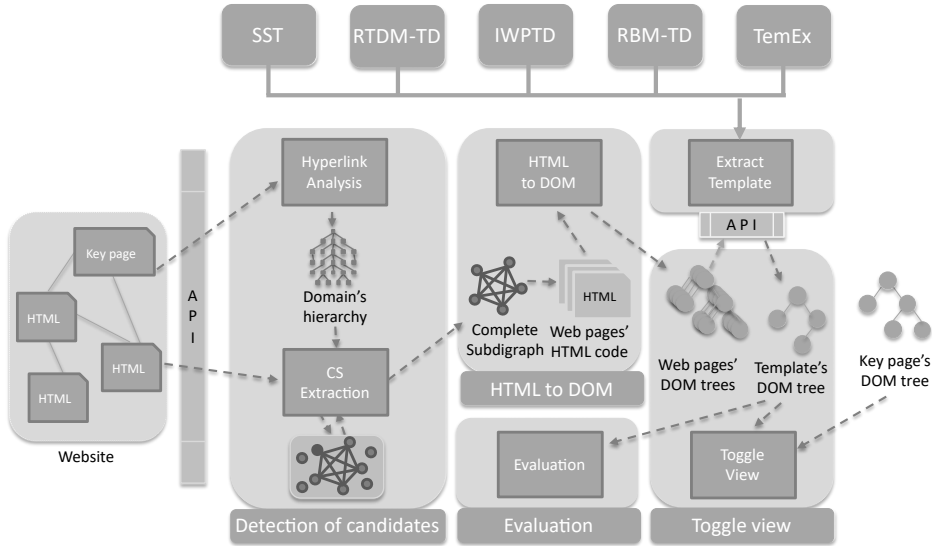 SST
RTDM-TD
IWPTD
RBM-TD
TemEx
Hyperlink
Analysis
HTML
to DOM
Extract
Template
API
Key page
HTML
HTML
HTML
Website
A
P
I
Domain's
hierarchy
CS
Extraction
Detection of candidates
Complete
Subdigraph
HTML
Web pages'
HTML code
HTML to DOM
Evaluation
Evaluation
Web pages'
DOM trees
Template's
DOM tree
Key page's
DOM tree
Toggle
View
Toggle view